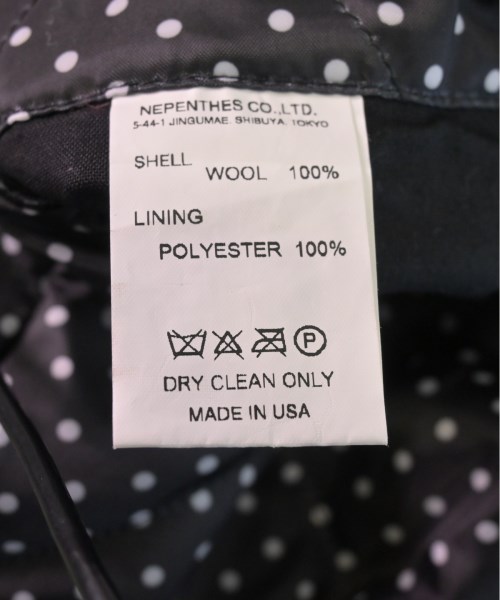 NEPENTHES CO.,LTD.
5-44-1 JINGUMAE. SHIBUYA. TOKYO
SHELL
WOOL 100%
LINING
POLYESTER 100%
P
DRY CLEAN ONLY
MADE IN USA